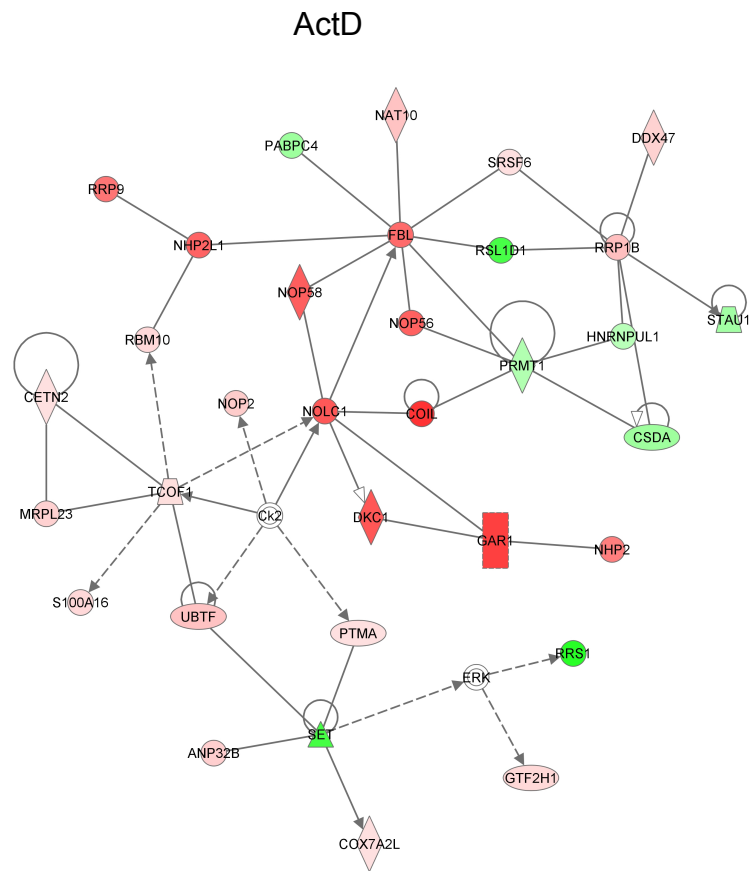 ActD
NAT10
DDX47
PABPC4
SRSF6
RRP9
FBL
NHP2L1
RSL1D1
RRP1B
NOP58
STAU1
NOP56
HNRNPUL1
RBM10
PRMT1
CETN2
NOP2
NOLC1
COIL
CSDA
TCOF1
MRPL23
Ck2
DKC1
GAR1
NHP2
S100A16
UBTF
PTMA
RRS1
ERK
SET
ANP32B
GTF2H1
COX7A2L